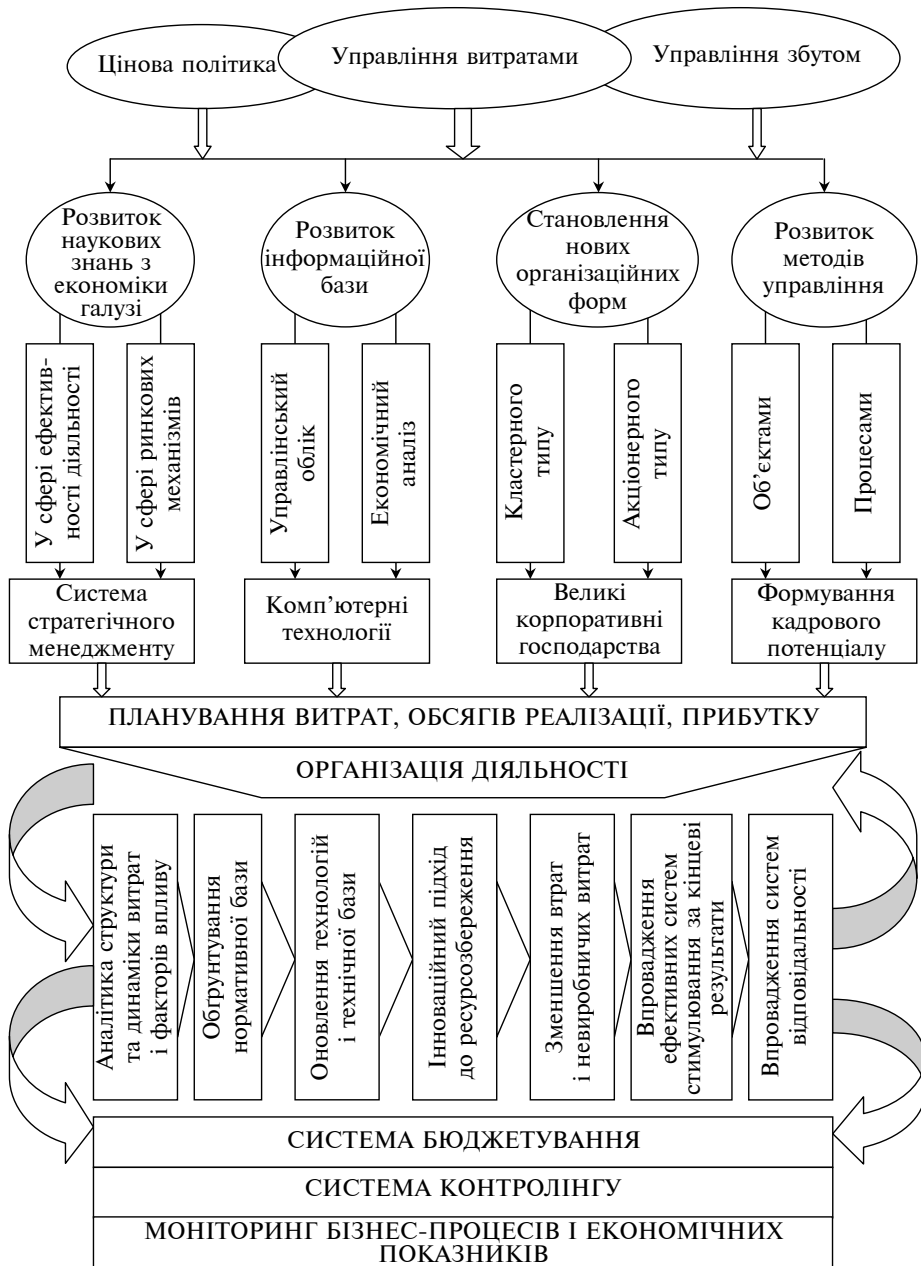 Цінова політика
Управління витратами
Управління збутом
Розвиток
наукових
знань з
економіки
галузі
Розвиток
інформаційної
бази
Становлення
нових
організаційних
форм
Розвиток
методів
управління
У сфері ефектив-
ності діяльності
У сфері ринкових
механізмів
Управлінський
облік
Економічний
аналіз
Кластерного
типу
Акціонерного
типу
Об’єктами
Процесами
Система
стратегічного
менеджменту
Комп’ютерні
технології
Великі
корпоративні
господарства
Формування
кадрового
потенціалу
ПЛАНУВАННЯ ВИТРАТ, ОБСЯГІВ РЕАЛІЗАЦІЇ, ПРИБУТКУ
ОРГАНІЗАЦІЯ ДІЯЛЬНОСТІ
Аналітика структури
та динаміки витрат
і факторів впливу
Обґрунтування
нормативної бази
Оновлення технологій
і технічної бази
Інноваційний підхід
до ресурсозбереження
Зменшення втрат
і невиробничих витрат
Впровадження
ефективних систем
стимулювання за кінцеві
результати
Впровадження систем
відповідальності
СИСТЕМА БЮДЖЕТУВАННЯ
СИСТЕМА КОНТРОЛІНГУ
МОНІТОРИНГ БІЗНЕС-ПРОЦЕСІВ І ЕКОНОМІЧНИХ
ПОКАЗНИКІВ